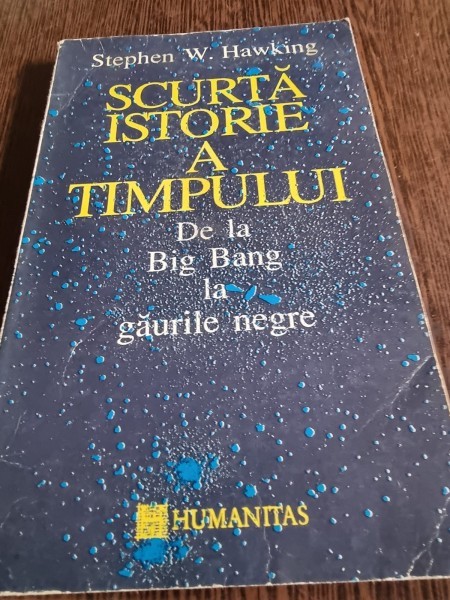 Stephen W. Hawking
SCURTĂ
ISTORIE
A
TIMPULUI
De la
Big Bang
la
găurile negre
HUMANITAS